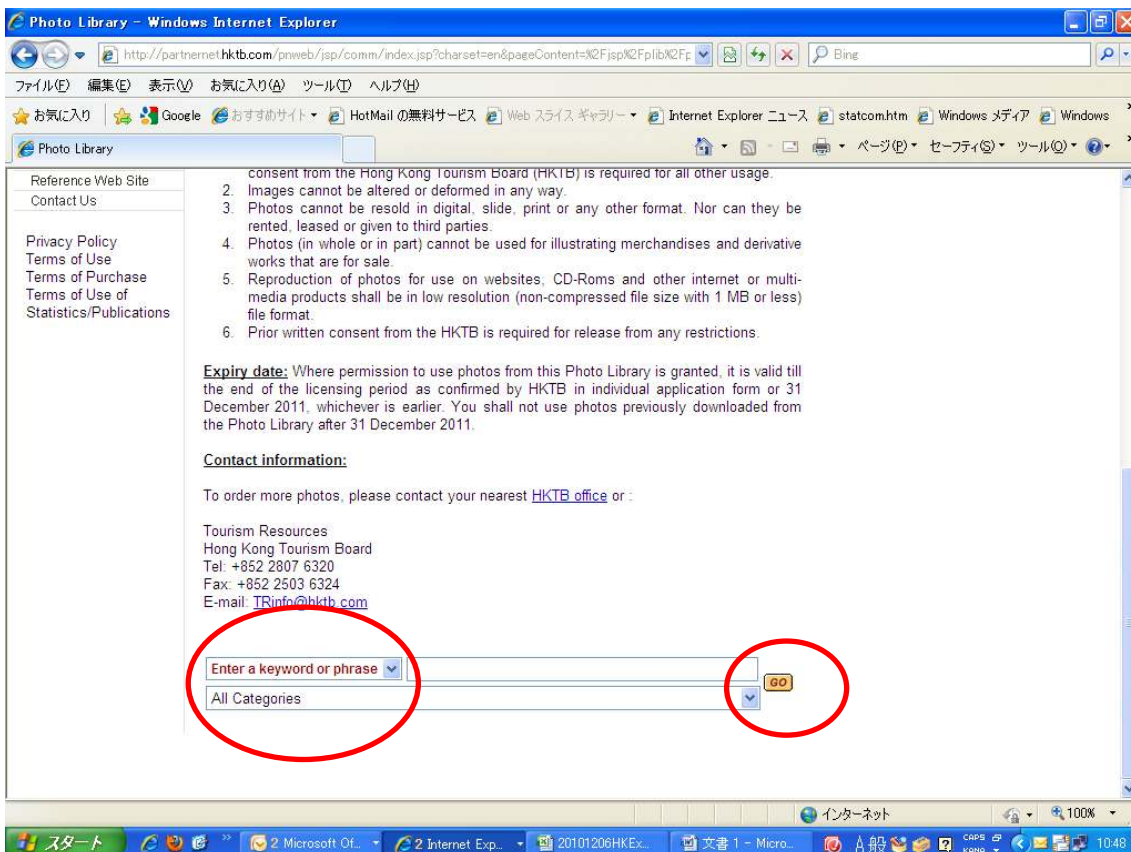 Photo Library - Windows Internet Explorer
http://partnernet.hktb.com/pnweb/jsp/comm/index.jsp?charset=en&pageContent=%2Fjsp%2Fplib%2Fp
Bing
ファイル(F) 編集(E) 表示(V) お気に入り(A) ツール(T) ヘルプ(H)
お気に入り Google おすすめサイト HotMail の無料サービス Web スライス ギャラリー Internet Explorer ニュース statcom.htm Windows メディア Windows
Photo Library ページ(P) セーフティ(S) ツール(O)
Reference Web Site
Contact Us
Privacy Policy
Terms of Use
Terms of Purchase
Terms of Use of
Statistics/Publications
consent from the Hong Kong Tourism Board (HKTB) is required for all other usage.
2. Images cannot be altered or deformed in any way.
3. Photos cannot be resold in digital, slide, print or any other format. Nor can they be
rented, leased or given to third parties.
4. Photos (in whole or in part) cannot be used for illustrating merchandises and derivative
works that are for sale.
5. Reproduction of photos for use on websites, CD-Roms and other internet or multi-
media products shall be in low resolution (non-compressed file size with 1 MB or less)
file format.
6. Prior written consent from the HKTB is required for release from any restrictions.
Expiry date: Where permission to use photos from this Photo Library is granted, it is valid till
the end of the licensing period as confirmed by HKTB in individual application form or 31
December 2011, whichever is earlier. You shall not use photos previously downloaded from
the Photo Library after 31 December 2011.
Contact information:
To order more photos, please contact your nearest HKTB office or :
Tourism Resources
Hong Kong Tourism Board
Tel: +852 2807 6320
Fax: +852 2503 6324
E-mail: TRinfo@hktb.com
Enter a keyword or phrase
GO
All Categories
インターネット 100%
スタート 2 Microsoft Of... 2 Internet Exp... 20101206HKEx... 文書 1 - Micro... A 般 CAPS KANA 10:48